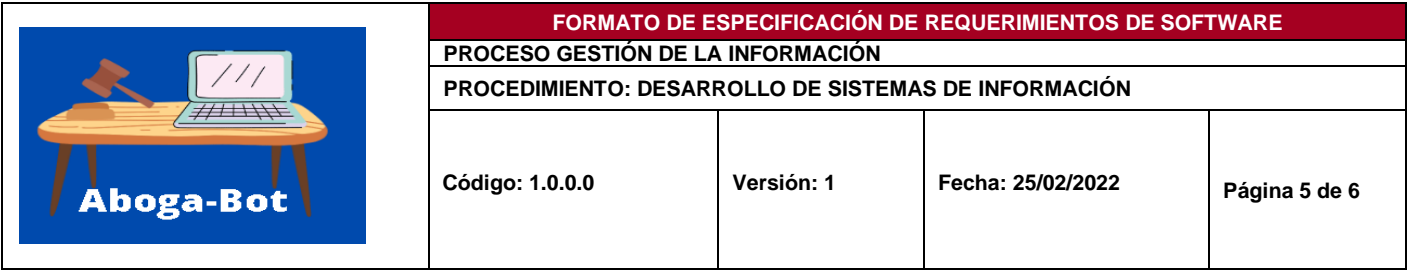 Aboga-Bot
FORMATO DE ESPECIFICACIÓN DE REQUERIMIENTOS DE SOFTWARE
PROCESO GESTIÓN DE LA INFORMACIÓN
PROCEDIMIENTO: DESARROLLO DE SISTEMAS DE INFORMACIÓN
Código: 1.0.0.0
Versión: 1
Fecha: 25/02/2022
Página 5 de 6